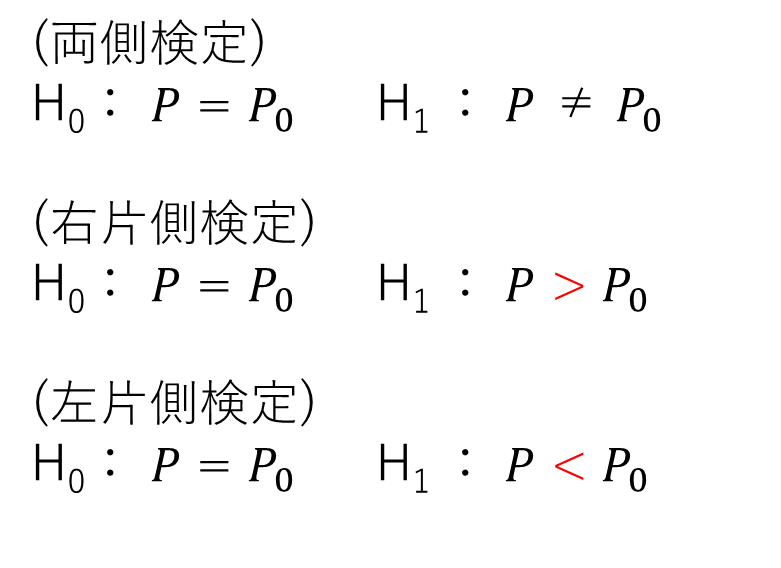 (両側検定)
H₀： P = P₀ H₁： P ≠ P₀
(右片側検定)
H₀： P = P₀ H₁： P > P₀
(左片側検定)
H₀： P = P₀ H₁： P < P₀